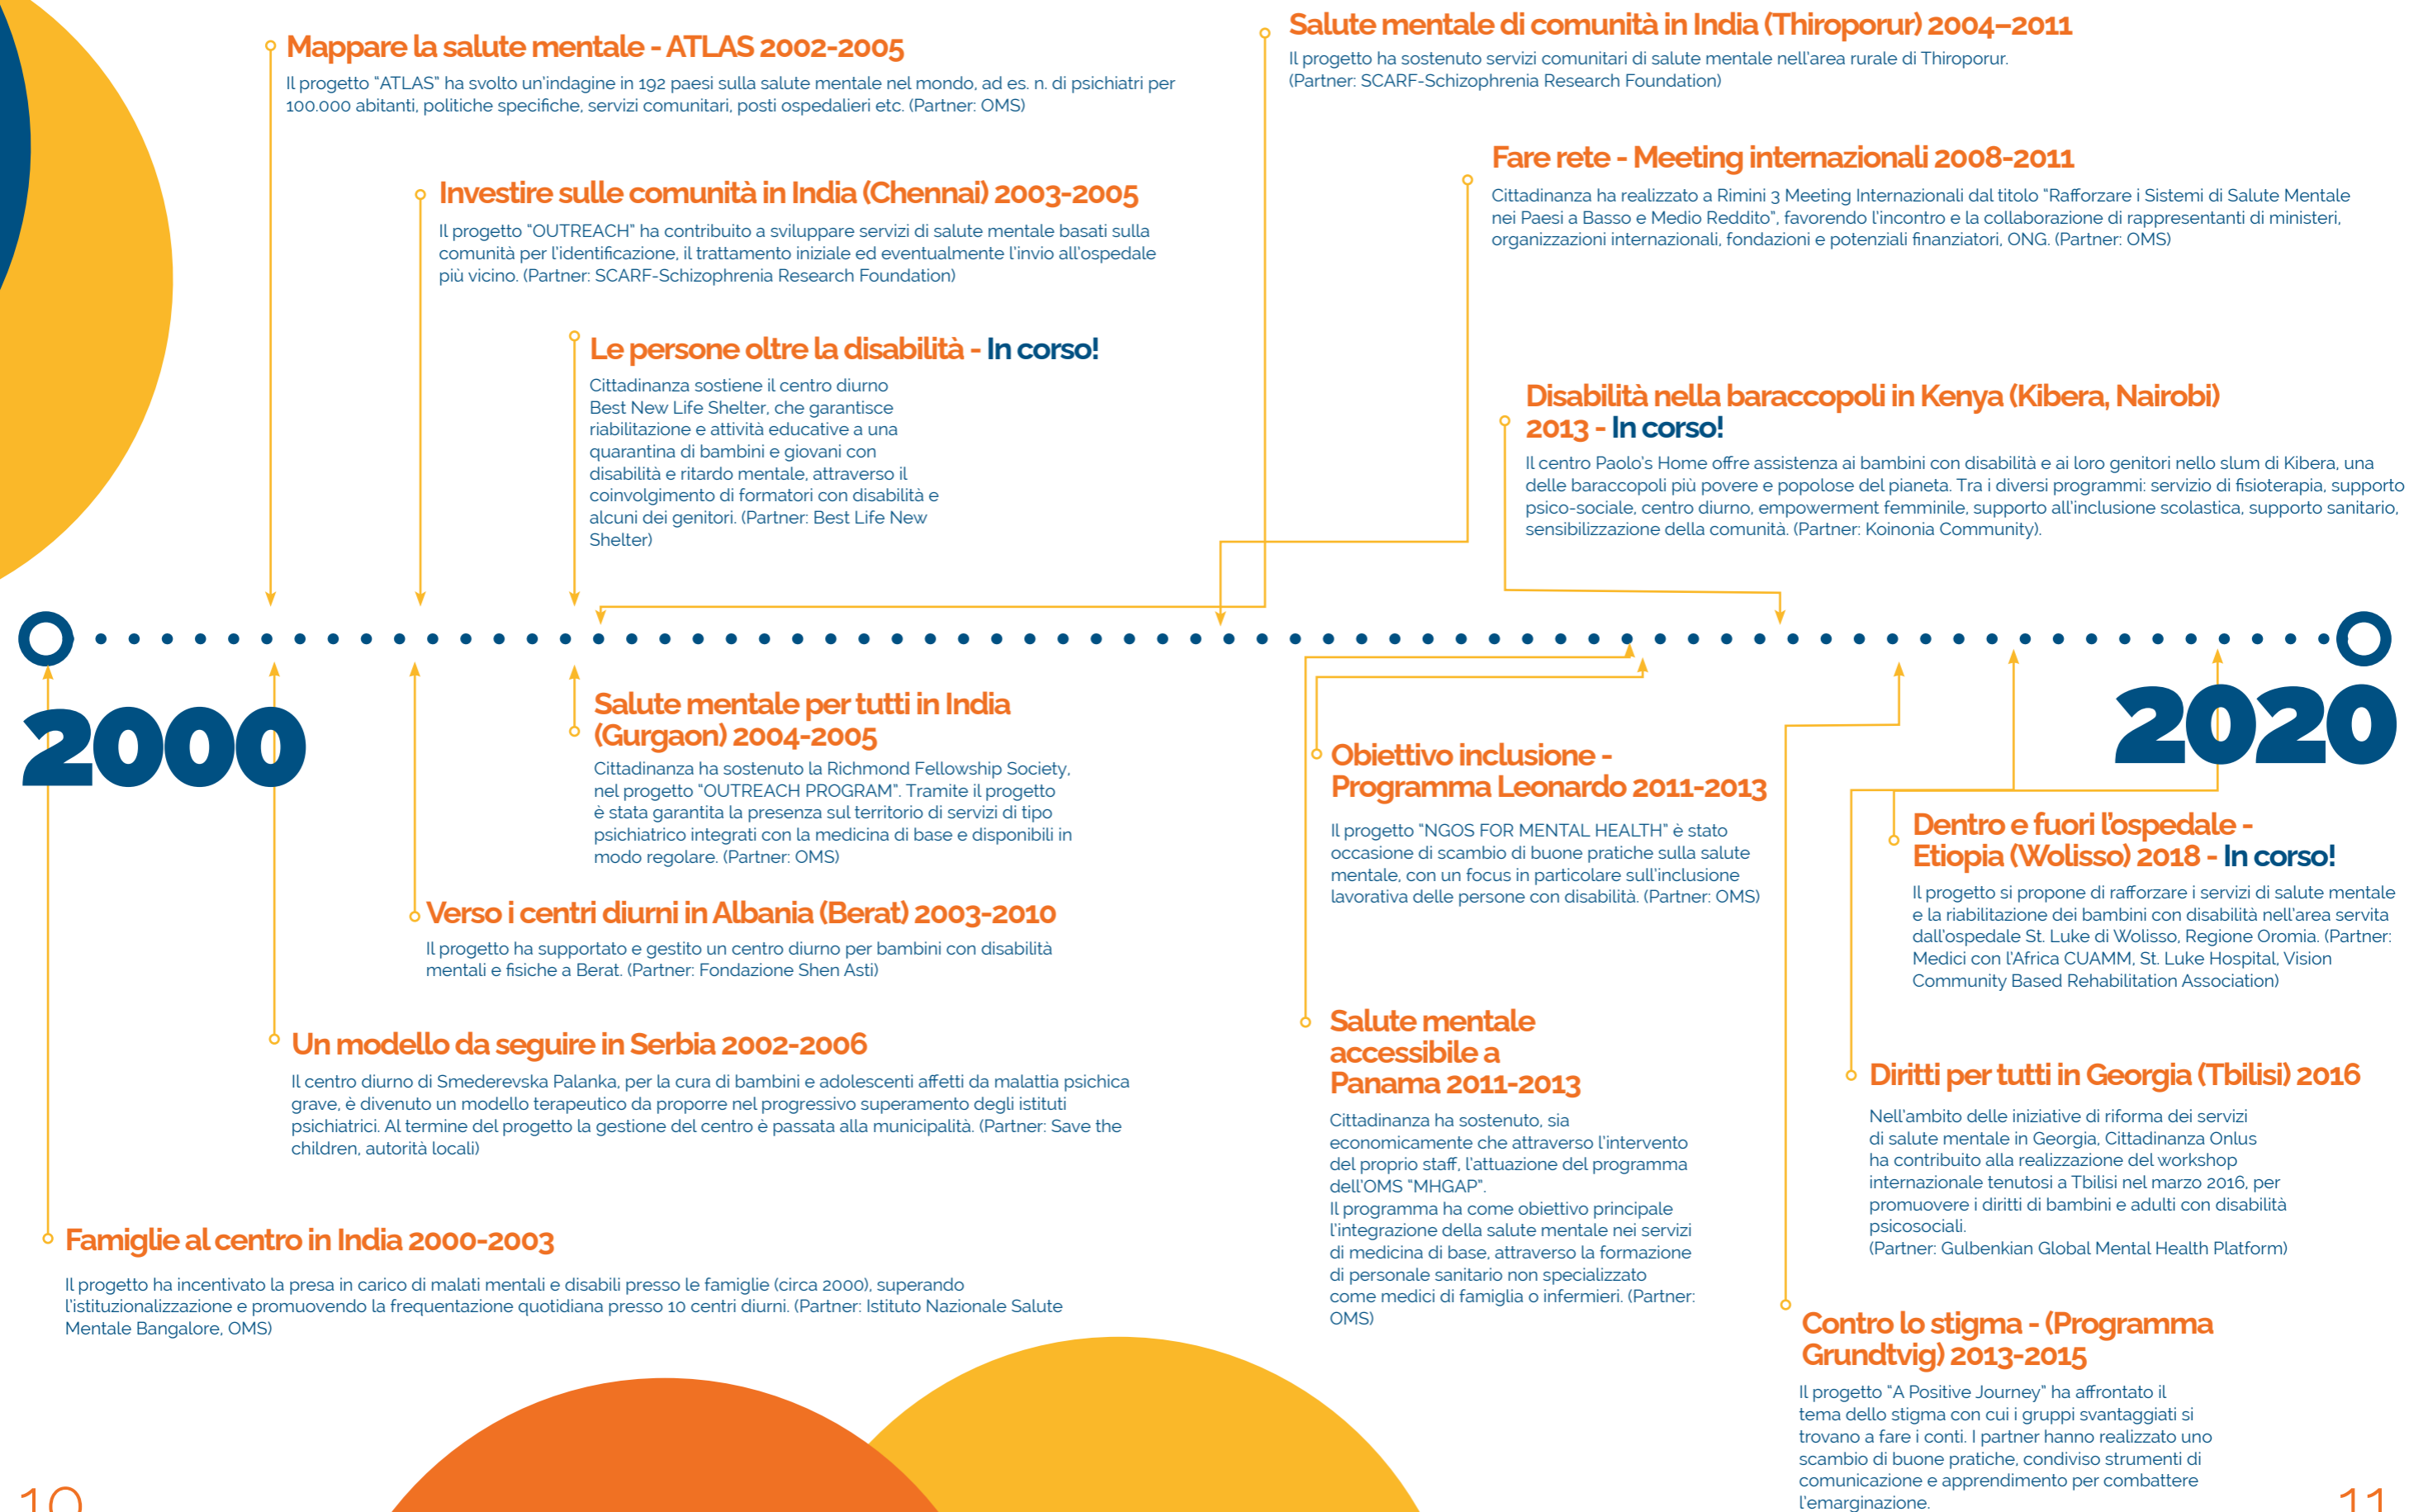 Mappare la salute mentale - ATLAS 2002-2005
Il progetto “ATLAS” ha svolto un’indagine in 192 paesi sulla salute mentale nel mondo, ad es. n. di psichiatri per
100.000 abitanti, politiche specifiche, servizi comunitari, posti ospedalieri etc. (Partner: OMS)
Investire sulle comunità in India (Chennai) 2003-2005
Il progetto “OUTREACH” ha contribuito a sviluppare servizi di salute mentale basati sulla
comunità per l’identificazione, il trattamento iniziale ed eventualmente l’invio all’ospedale
più vicino. (Partner: SCARF-Schizophrenia Research Foundation)
Le persone oltre la disabilità - In corso!
Cittadinanza sostiene il centro diurno
Best New Life Shelter, che garantisce
riabilitazione e attività educative a una
quarantina di bambini e giovani con
disabilità e ritardo mentale, attraverso il
coinvolgimento di formatori con disabilità e
alcuni dei genitori. (Partner: Best Life New
Shelter)
Salute mentale di comunità in India (Thiroporur) 2004–2011
Il progetto ha sostenuto servizi comunitari di salute mentale nell’area rurale di Thiroporur.
(Partner: SCARF-Schizophrenia Research Foundation)
Fare rete - Meeting internazionali 2008-2011
Cittadinanza ha realizzato a Rimini 3 Meeting Internazionali dal titolo “Rafforzare i Sistemi di Salute Mentale
nei Paesi a Basso e Medio Reddito”, favorendo l’incontro e la collaborazione di rappresentanti di ministeri,
organizzazioni internazionali, fondazioni e potenziali finanziatori, ONG. (Partner: OMS)
Disabilità nella baraccopoli in Kenya (Kibera, Nairobi)
2013 - In corso!
Il centro Paolo’s Home offre assistenza ai bambini con disabilità e ai loro genitori nello slum di Kibera, una
delle baraccopoli più povere e popolose del pianeta. Tra i diversi programmi: servizio di fisioterapia, supporto
psico-sociale, centro diurno, empowerment femminile, supporto all’inclusione scolastica, supporto sanitario,
sensibilizzazione della comunità. (Partner: Koinonia Community).
2000
2020
Salute mentale per tutti in India
(Gurgaon) 2004-2005
Cittadinanza ha sostenuto la Richmond Fellowship Society,
nel progetto “OUTREACH PROGRAM”. Tramite il progetto
è stata garantita la presenza sul territorio di servizi di tipo
psichiatrico integrati con la medicina di base e disponibili in
modo regolare. (Partner: OMS)
Verso i centri diurni in Albania (Berat) 2003-2010
Il progetto ha supportato e gestito un centro diurno per bambini con disabilità
mentali e fisiche a Berat. (Partner: Fondazione Shen Asti)
Un modello da seguire in Serbia 2002-2006
Il centro diurno di Smederevska Palanka, per la cura di bambini e adolescenti affetti da malattia psichica
grave, è divenuto un modello terapeutico da proporre nel progressivo superamento degli istituti
psichiatrici. Al termine del progetto la gestione del centro è passata alla municipalità. (Partner: Save the
children, autorità locali)
Famiglie al centro in India 2000-2003
Il progetto ha incentivato la presa in carico di malati mentali e disabili presso le famiglie (circa 2000), superando
l’istituzionalizzazione e promuovendo la frequentazione quotidiana presso 10 centri diurni. (Partner: Istituto Nazionale Salute
Mentale Bangalore, OMS)
Obiettivo inclusione -
Programma Leonardo 2011-2013
Il progetto “NGOS FOR MENTAL HEALTH” è stato
occasione di scambio di buone pratiche sulla salute
mentale, con un focus in particolare sull’inclusione
lavorativa delle persone con disabilità. (Partner: OMS)
Salute mentale
accessibile a
Panama 2011-2013
Cittadinanza ha sostenuto, sia
economicamente che attraverso l’intervento
del proprio staff, l’attuazione del programma
dell’OMS “MHGAP”.
Il programma ha come obiettivo principale
l’integrazione della salute mentale nei servizi
di medicina di base, attraverso la formazione
di personale sanitario non specializzato
come medici di famiglia o infermieri. (Partner:
OMS)
Dentro e fuori l’ospedale -
Etiopia (Wolisso) 2018 - In corso!
Il progetto si propone di rafforzare i servizi di salute mentale
e la riabilitazione dei bambini con disabilità nell’area servita
dall’ospedale St. Luke di Wolisso, Regione Oromia. (Partner:
Medici con l’Africa CUAMM, St. Luke Hospital, Vision
Community Based Rehabilitation Association)
Diritti per tutti in Georgia (Tbilisi) 2016
Nell’ambito delle iniziative di riforma dei servizi
di salute mentale in Georgia, Cittadinanza Onlus
ha contribuito alla realizzazione del workshop
internazionale tenutosi a Tbilisi nel marzo 2016, per
promuovere i diritti di bambini e adulti con disabilità
psicosociali.
(Partner: Gulbenkian Global Mental Health Platform)
Contro lo stigma - (Programma
Grundtvig) 2013-2015
Il progetto “A Positive Journey” ha affrontato il
tema dello stigma con cui i gruppi svantaggiati si
trovano a fare i conti. I partner hanno realizzato uno
scambio di buone pratiche, condiviso strumenti di
comunicazione e apprendimento per combattere
l’emarginazione.
10
11